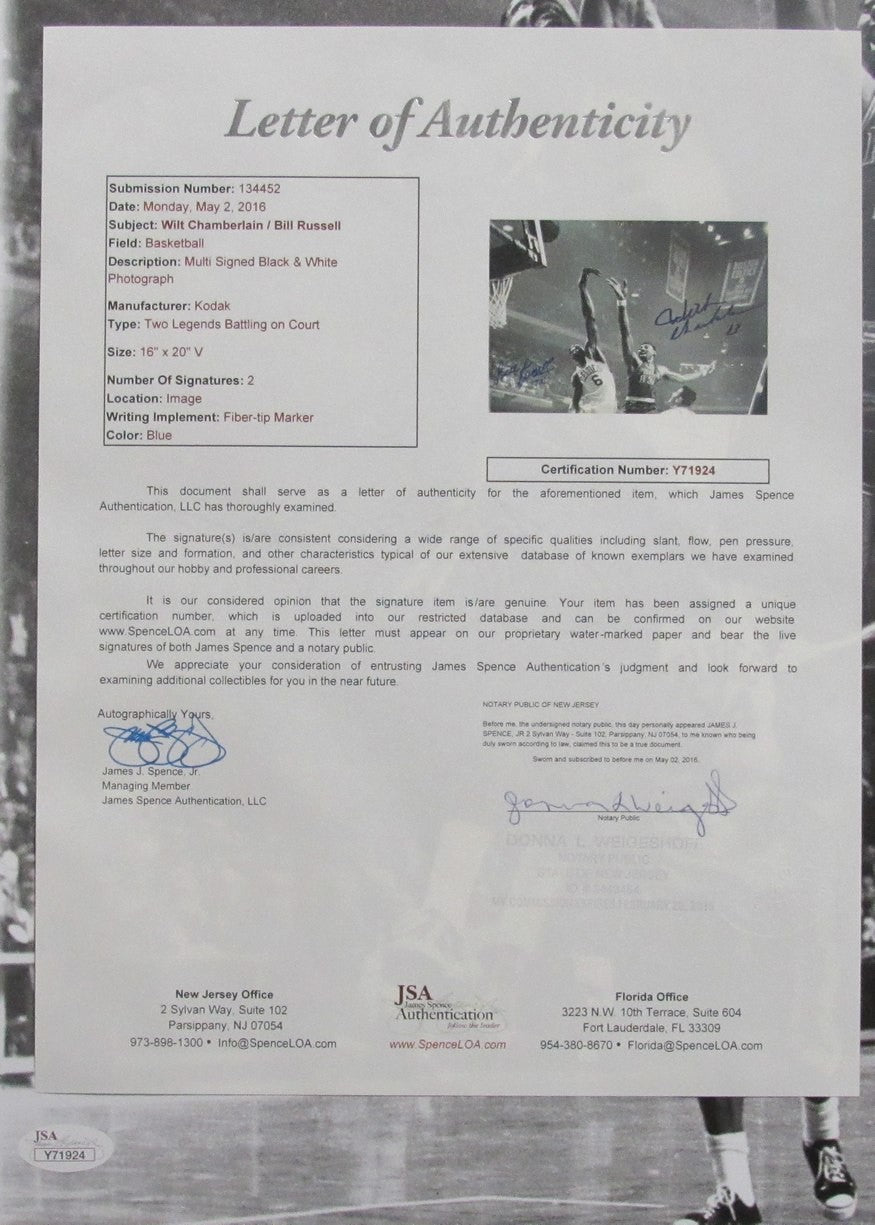 Letter of Authenticity
Submission Number: 134452
Date: Monday, May 2, 2016
Subject: Wilt Chamberlain / Bill Russell
Field: Basketball
Description: Multi Signed Black & White
Photograph
Manufacturer: Kodak
Type: Two Legends Battling on Court
Size: 16" x 20" V
Number Of Signatures: 2
Location: Image
Writing Implement: Fiber-tip Marker
Color: Blue
6
Certification Number: Y71924
This document shall serve as a letter of authenticity for the aforementioned item, which James Spence
Authentication, LLC has thoroughly examined.
The signature(s) is/are consistent considering a wide range of specific qualities including slant, flow, pen pressure,
letter size and formation, and other characteristics typical of our extensive database of known exemplars we have examined
throughout our hobby and professional careers.
It is our considered opinion that the signature item is/are genuine. Your item has been assigned a unique
certification number, which is uploaded into our restricted database and can be confirmed on our website
www.SpenceLOA.com at any time. This letter must appear on our proprietary water-marked paper and bear the live
signatures of both James Spence and a notary public.
We appreciate your consideration of entrusting James Spence Authentication's judgment and look forward to
examining additional collectibles for you in the near future.
Autographically Yours,
James J. Spence, Jr.
Managing Member
James Spence Authentication, LLC
NOTARY PUBLIC OF NEW JERSEY
Before me, the undersigned notary public, this day personally appeared JAMES J.
SPENCE, JR 2 Sylvan Way - Suite 102, Parsippany, NJ 07054, to me known who being
duly sworn according to law, claimed this to be a true document.
Sworn and subscribed to before me on May 02, 2016.
Notary Public
DONNA L. WEIGESHOFF
NOTARY PUBLIC
STATE OF NEW JERSEY
MY COMMISSION EXPIRES FEBRUARY
New Jersey Office
2 Sylvan Way, Suite 102
Parsippany, NJ 07054
973-898-1300 • Info@SpenceLOA.com
JSA
James Spence
Authentication
follow the leader
www.SpenceLOA.com
Florida Office
3223 N.W. 10th Terrace, Suite 604
Fort Lauderdale, FL 33309
954-380-8670 • Florida@SpenceLOA.com
JSA
Y71924